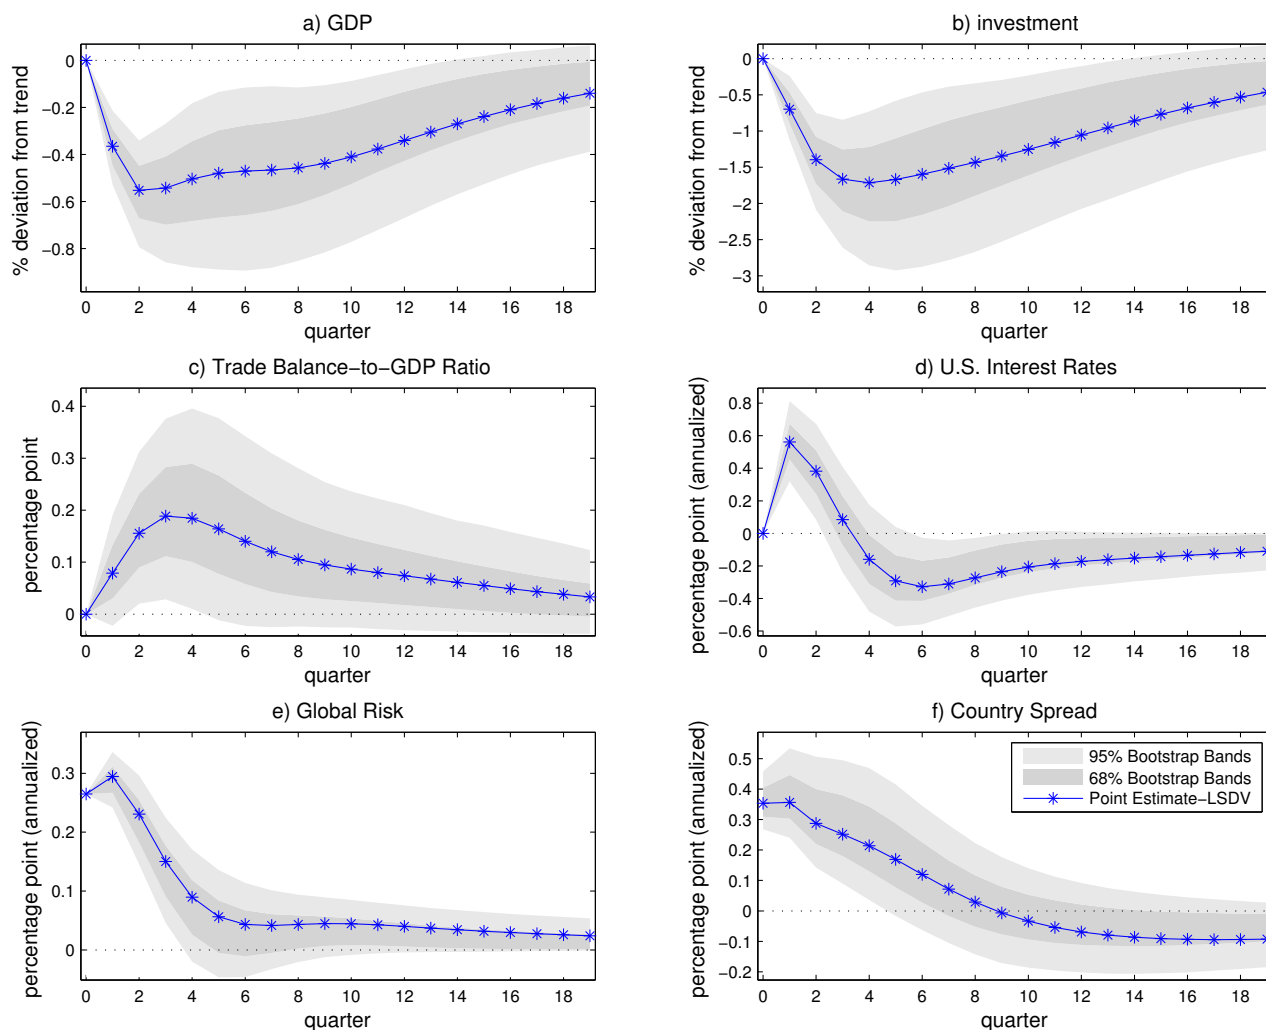 a) GDP
% deviation from trend
0
−0.2
−0.4
−0.6
−0.8
0 2 4 6 8 10 12 14 16 18
quarter
b) investment
% deviation from trend
0
−0.5
−1
−1.5
−2
−2.5
−3
0 2 4 6 8 10 12 14 16 18
quarter
c) Trade Balance−to−GDP Ratio
percentage point
0.4
0.3
0.2
0.1
0
0 2 4 6 8 10 12 14 16 18
quarter
d) U.S. Interest Rates
percentage point (annualized)
0.8
0.6
0.4
0.2
0
−0.2
−0.4
−0.6
0 2 4 6 8 10 12 14 16 18
quarter
e) Global Risk
percentage point (annualized)
0.3
0.2
0.1
0
0 2 4 6 8 10 12 14 16 18
quarter
f) Country Spread
percentage point (annualized)
0.5
0.4
0.3
0.2
0.1
0
−0.1
−0.2
95% Bootstrap Bands
68% Bootstrap Bands
Point Estimate−LSDV
0 2 4 6 8 10 12 14 16 18
quarter